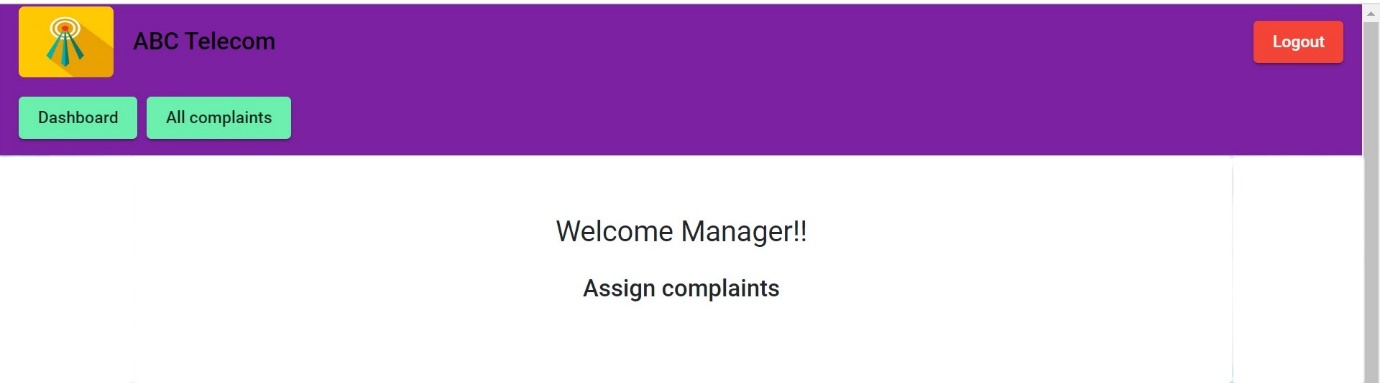 ABC Telecom
Logout
Dashboard
All complaints
Welcome Manager!!
Assign complaints